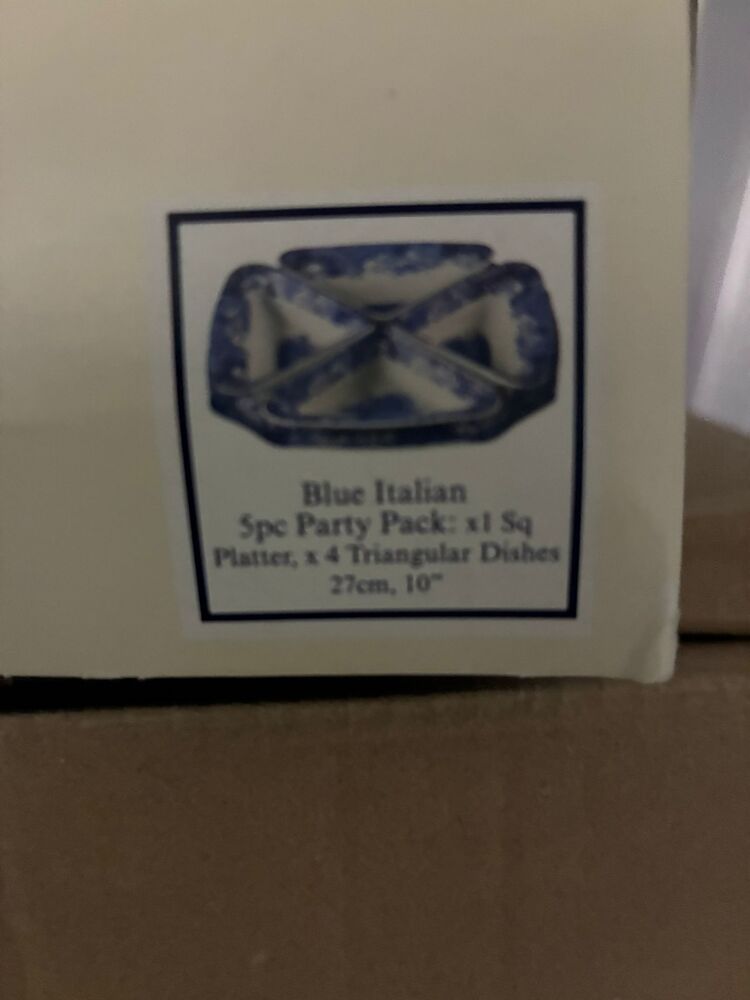 Blue Italian
5pc Party Pack: x1 Sq
Platter, x 4 Triangular Dishes
27cm, 10"